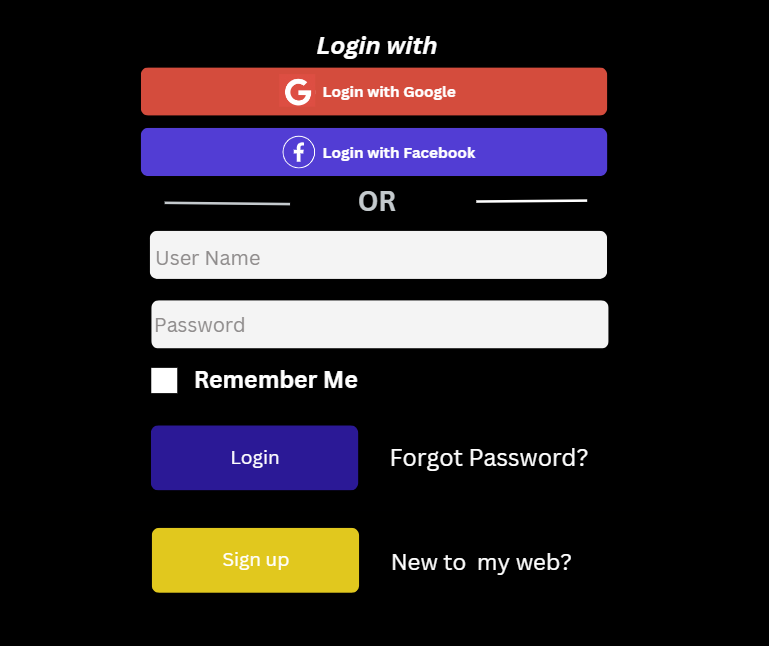 Login with
G Login with Google
f Login with Facebook
OR
User Name
Password
Remember Me
Login Forgot Password?
Sign up New to my web?